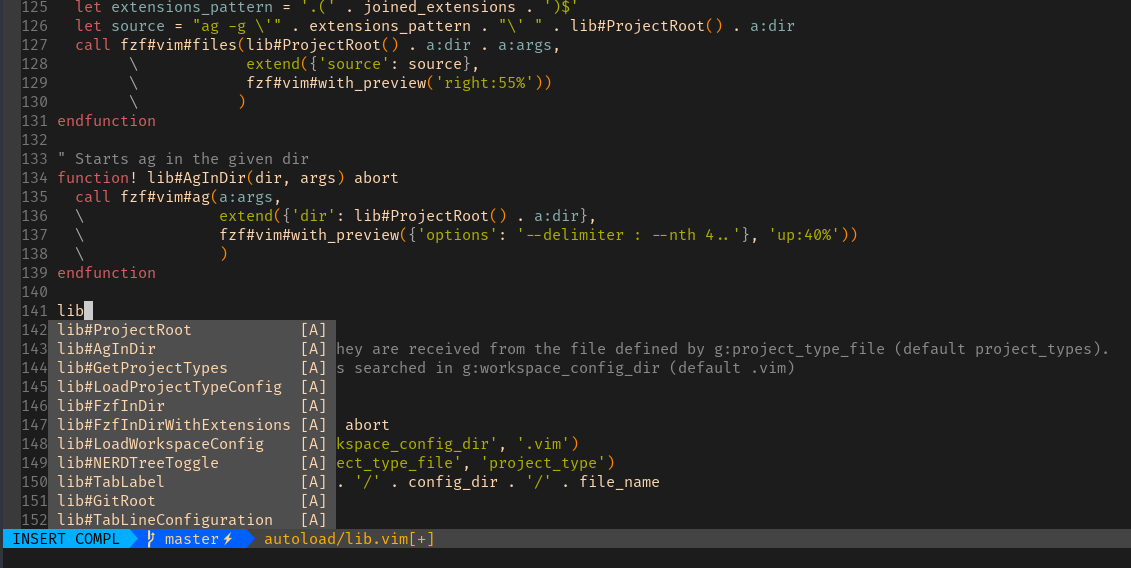 125   let extensions_pattern = '.(' . joined_extensions . ')$'
126   let source = "ag -g \'" . extensions_pattern . "\' " . lib#ProjectRoot() . a:dir
127   call fzf#vim#files(lib#ProjectRoot() . a:dir . a:args,
128         \            extend({'source': source},
129         \            fzf#vim#with_preview('right:55%'))
130         \           )
131 endfunction
132
133 " Starts ag in the given dir
134 function! lib#AgInDir(dir, args) abort
135   call fzf#vim#ag(a:args,
136   \               extend({'dir': lib#ProjectRoot() . a:dir},
137   \               fzf#vim#with_preview({'options': '--delimiter : --nth 4..'}, 'up:40%'))
138   \               )
139 endfunction
140
141 lib
142 lib#ProjectRoot            [A]
143 lib#AgInDir                [A] hey are received from the file defined by g:project_type_file (default project_types).
144 lib#GetProjectTypes        [A] s searched in g:workspace_config_dir (default .vim)
145 lib#LoadProjectTypeConfig  [A]
146 lib#FzfInDir               [A]
147 lib#FzfInDirWithExtensions [A]  abort
148 lib#LoadWorkspaceConfig    [A] kspace_config_dir', '.vim')
149 lib#NERDTreeToggle         [A] ect_type_file', 'project_type')
150 lib#TabLabel               [A] . '/' . config_dir . '/' . file_name
151 lib#GitRoot                [A]
152 lib#TabLineConfiguration   [A]
INSERT COMPL master⚡ autoload/lib.vim[+]